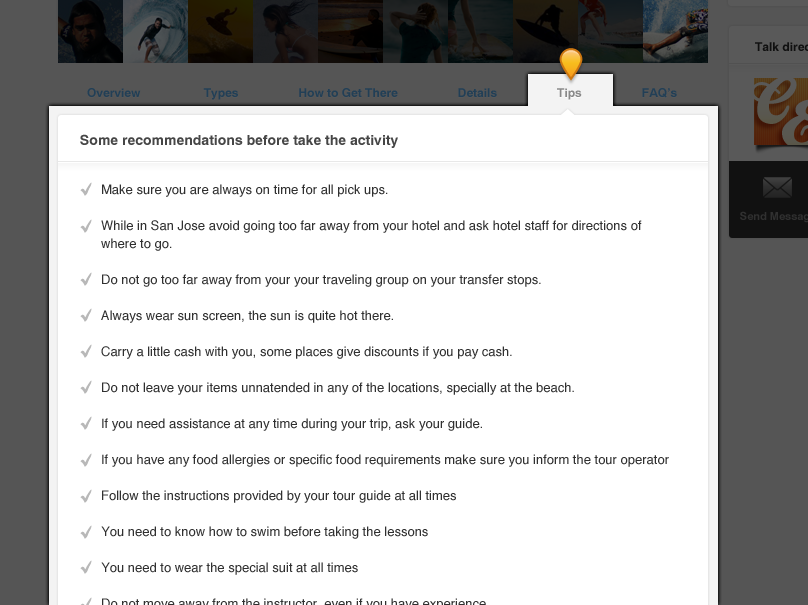 Talk direc
Overview
Types
How to Get There
Details
Tips
FAQ's
Some recommendations before take the activity
Make sure you are always on time for all pick ups.
While in San Jose avoid going too far away from your hotel and ask hotel staff for directions of
where to go.
Do not go too far away from your your traveling group on your transfer stops.
Always wear sun screen, the sun is quite hot there.
Carry a little cash with you, some places give discounts if you pay cash.
Do not leave your items unnatended in any of the locations, specially at the beach.
If you need assistance at any time during your trip, ask your guide.
If you have any food allergies or specific food requirements make sure you inform the tour operator
Follow the instructions provided by your tour guide at all times
You need to know how to swim before taking the lessons
You need to wear the special suit at all times
Do not move away from the instructor, even if you have experience
Send Messag